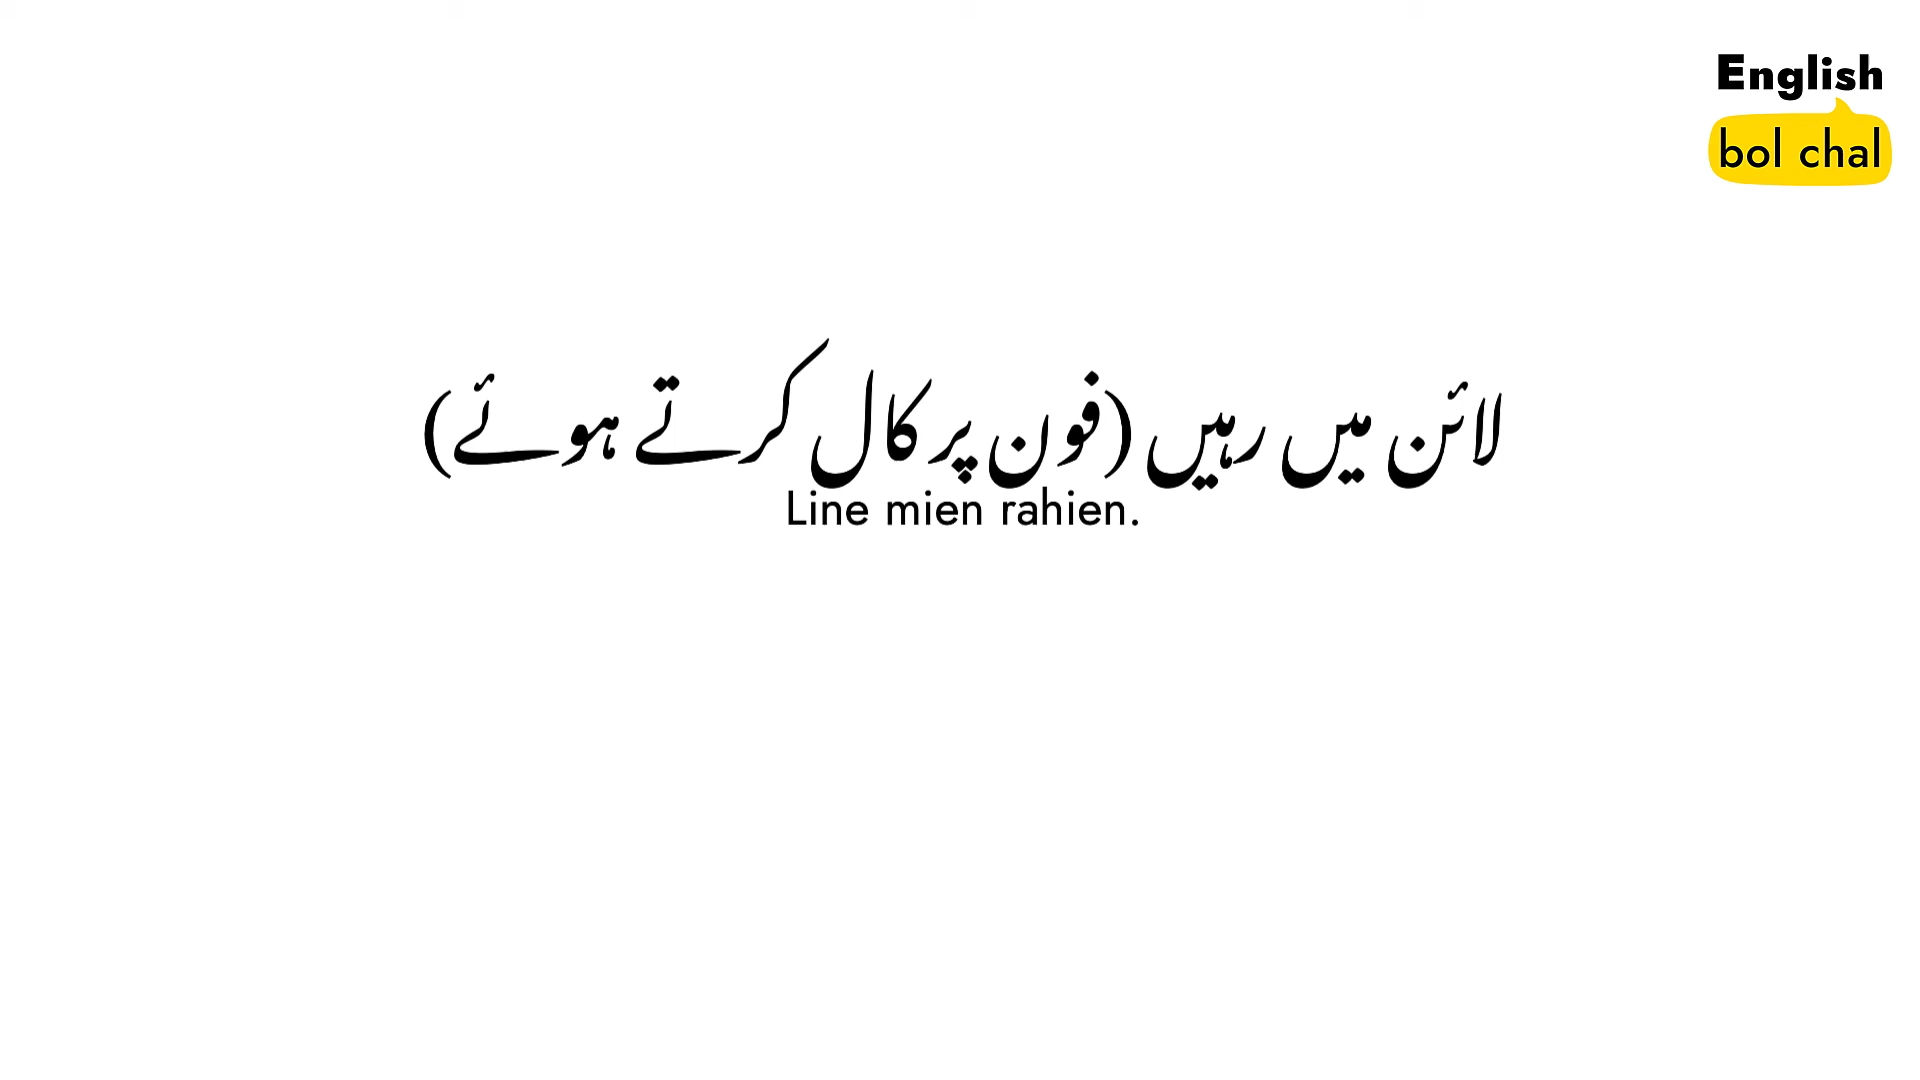 English
bol chal
لائن میں رہیں (فون پر کال کرتے ہوئے)
Line mien rahien.